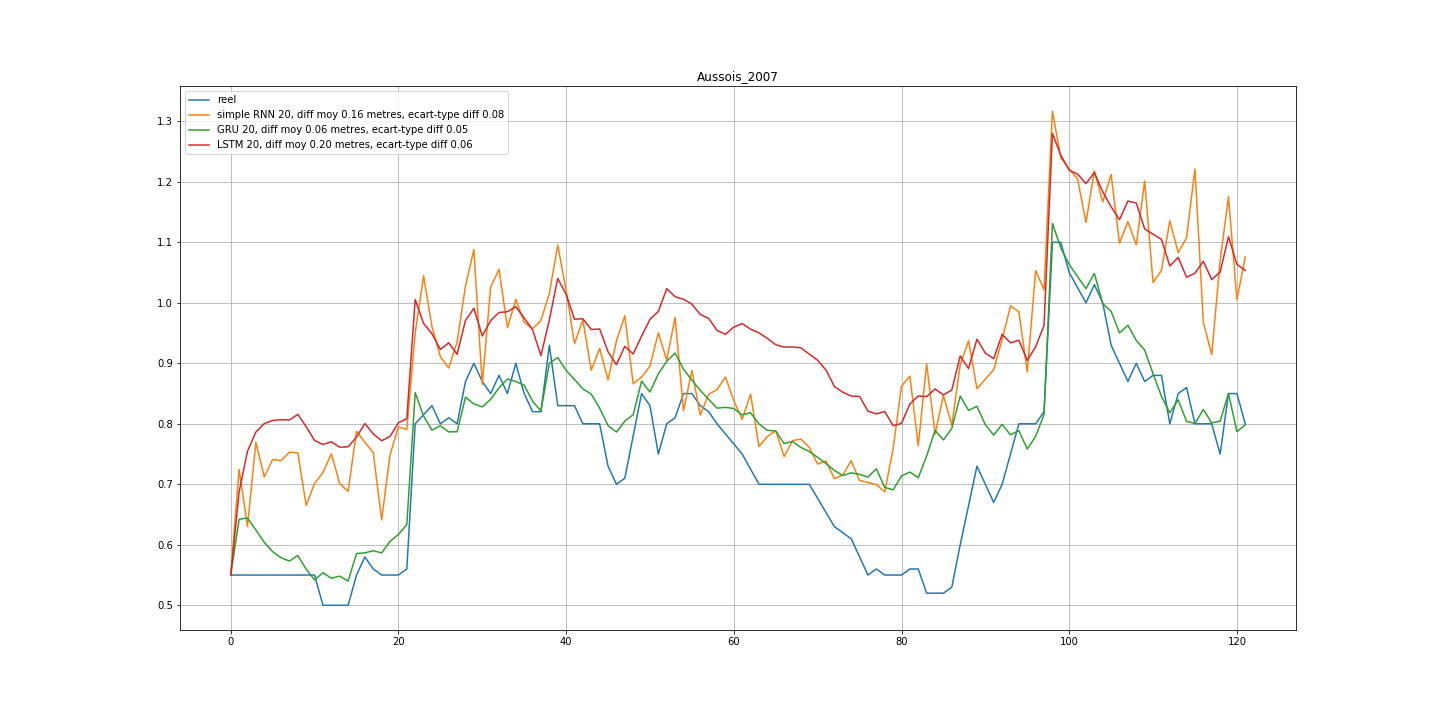 Aussois_2007
reel
simple RNN 20, diff moy 0.16 metres, ecart-type diff 0.08
GRU 20, diff moy 0.06 metres, ecart-type diff 0.05
LSTM 20, diff moy 0.20 metres, ecart-type diff 0.06
1.3
1.2
1.1
1.0
0.9
0.8
0.7
0.6
0.5
0 20 40 60 80 100 120